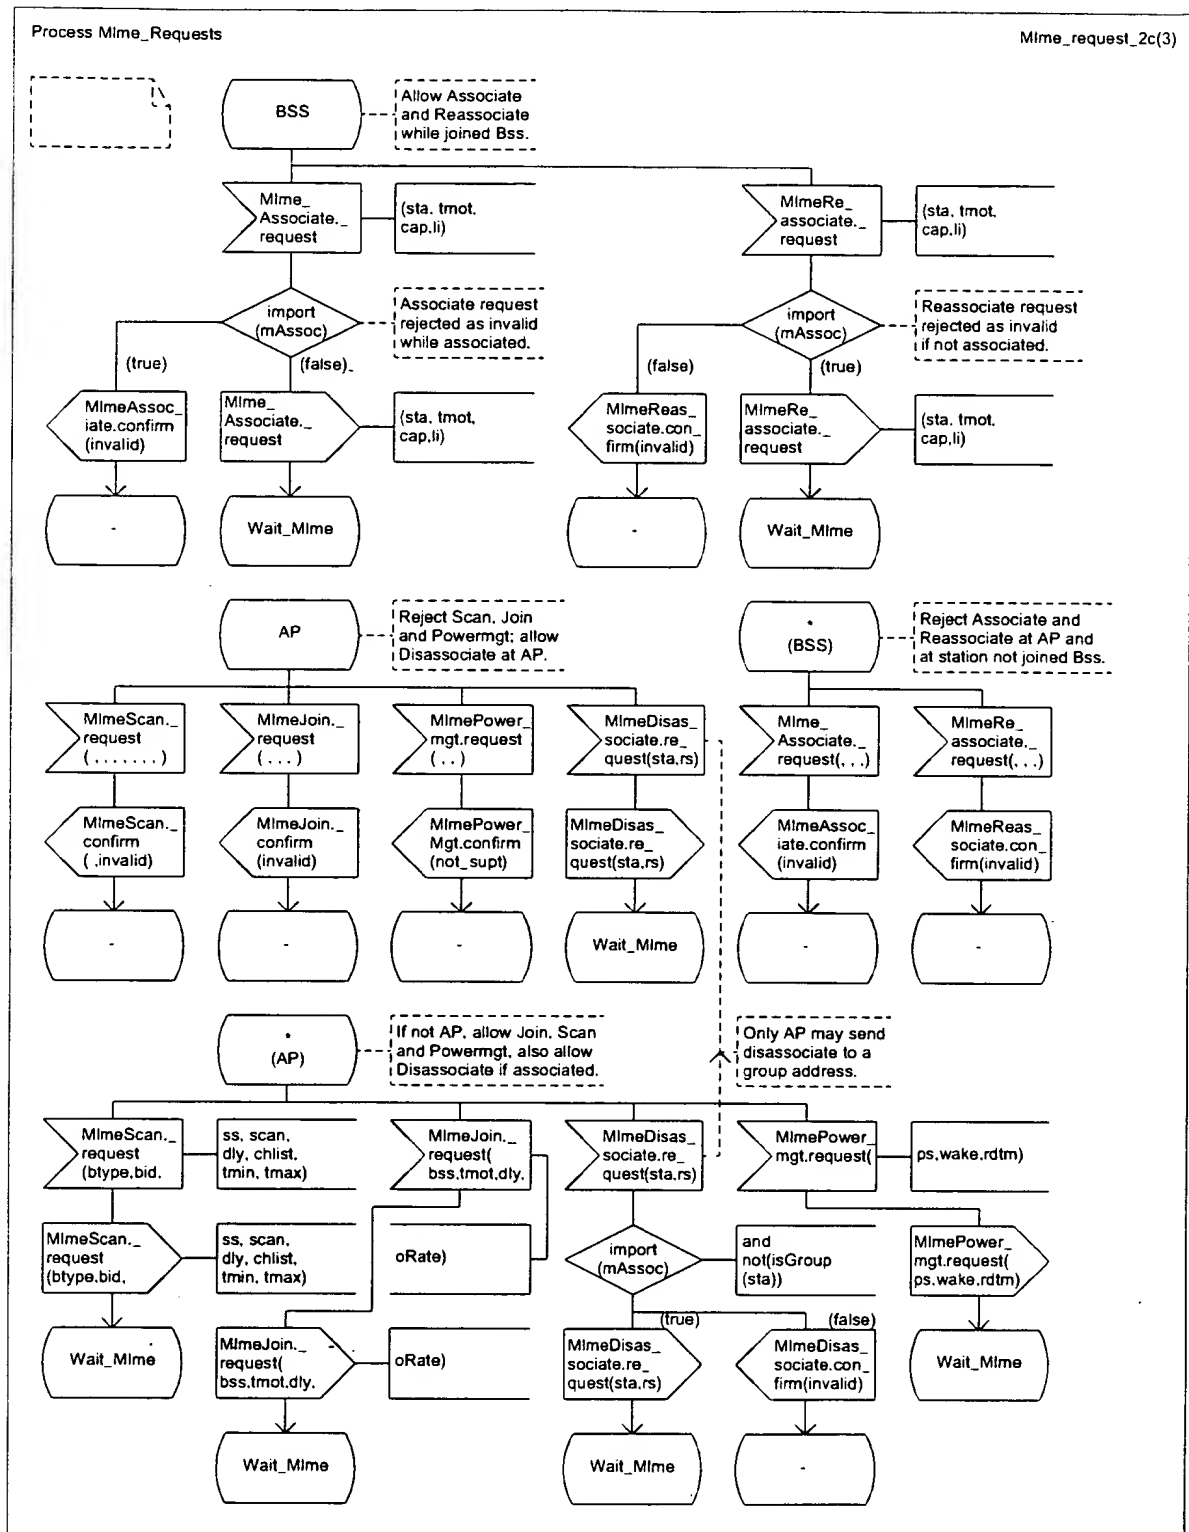 Process Mlme_Requests
Mlme_request_2c(3)
BSS
Allow Associate
and Reassociate
while joined Bss.
Mlme_
Associate._
request
(sta, tmot,
cap,li)
MlmeRe_
associate._
request
(sta, tmot,
cap,li)
import
(mAssoc)
Associate request
rejected as invalid
while associated.
import
(mAssoc)
Reassociate request
rejected as invalid
if not associated.
(true)
(false)
(false)
(true)
MlmeAssoc_
iate.confirm
(invalid)
Mlme_
Associate._
request
(sta, tmot,
cap,li)
MlmeReas_
sociate.con_
firm(invalid)
MlmeRe_
associate._
request
(sta, tmot,
cap,li)
-
Wait_Mlme
-
Wait_Mlme
AP
Reject Scan, Join
and Powermgt; allow
Disassociate at AP.
*
(BSS)
Reject Associate and
Reassociate at AP and
at station not joined Bss.
MlmeScan._
request
( , , , , , , , )
MlmeJoin._
request
( , , , )
MlmePower_
mgt.request
( , , )
MlmeDisas_
sociate.re_
quest(sta,rs)
Mlme_
Associate._
request(, , ,)
MlmeRe_
associate._
request(, , ,)
MlmeScan._
confirm
( ,invalid)
MlmeJoin._
confirm
(invalid)
MlmePower_
Mgt.confirm
(not_supt)
MlmeDisas_
sociate.re_
quest(sta,rs)
MlmeAssoc_
iate.confirm
(invalid)
MlmeReas_
sociate.con_
firm(invalid)
-
-
-
Wait_Mlme
-
-
*
(AP)
If not AP, allow Join, Scan
and Powermgt, also allow
Disassociate if associated.
Only AP may send
disassociate to a
group address.
MlmeScan._
request
(btype,bid,
ss, scan,
dly, chlist,
tmin, tmax)
MlmeJoin._
request(
bss,tmot,dly,
MlmeDisas_
sociate.re_
quest(sta,rs)
MlmePower_
mgt.request(
ps,wake,rdtm)
MlmeScan._
request
(btype,bid,
ss, scan,
dly, chlist,
tmin, tmax)
oRate)
import
(mAssoc)
and
not(isGroup
(sta))
MlmePower_
mgt.request(
ps,wake,rdtm)
(true)
(false)
Wait_Mlme
MlmeJoin._
request(
bss,tmot,dly,
oRate)
MlmeDisas_
sociate.re_
quest(sta,rs)
MlmeDisas_
sociate.con_
firm(invalid)
Wait_Mlme
Wait_Mlme
Wait_Mlme
-